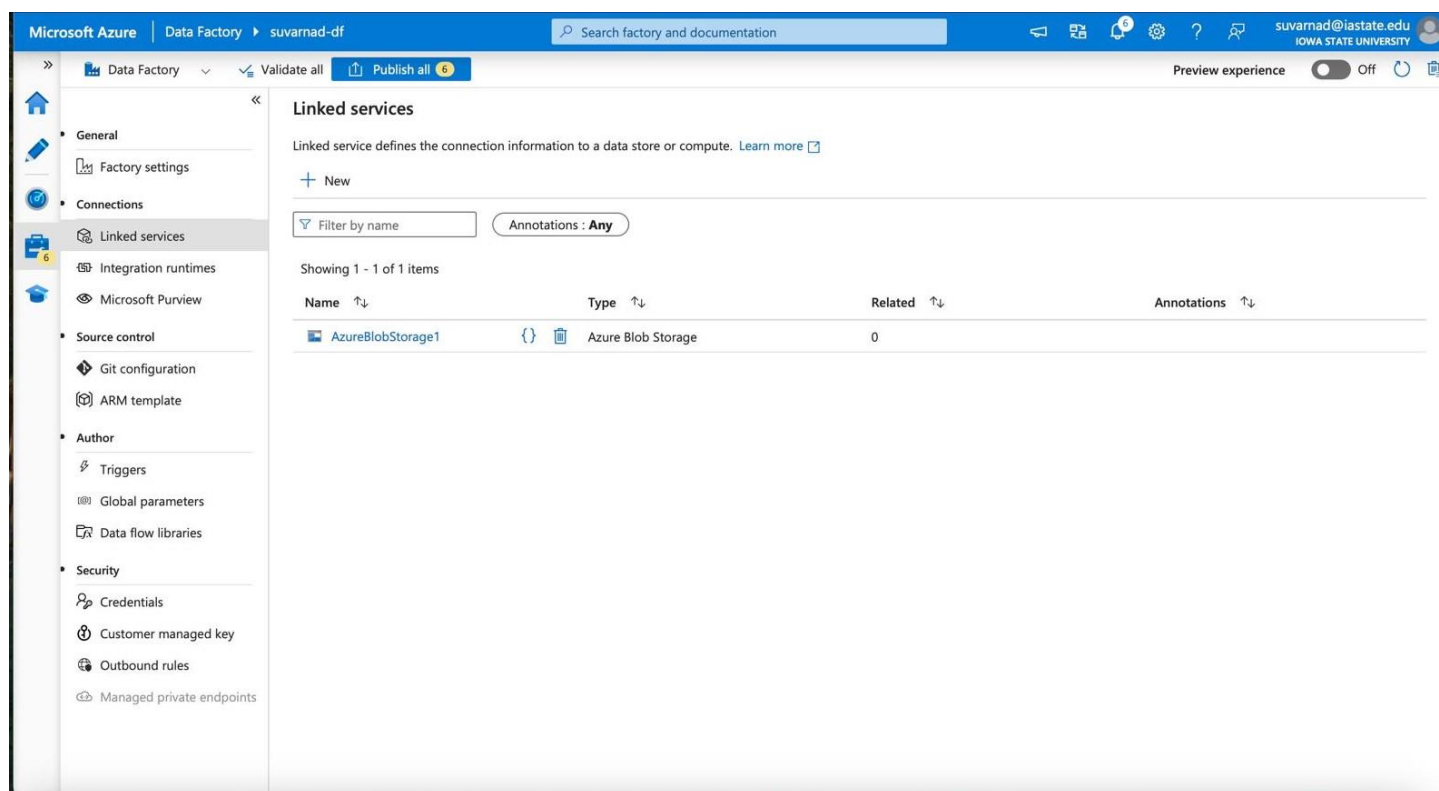 Microsoft Azure | Data Factory ▸ suvarnad-df
Search factory and documentation
6
suvarnad@iastate.edu
IOWA STATE UNIVERSITY
» Data Factory Validate all Publish all 6
Preview experience Off
«
General
Factory settings
Connections
Linked services
6
Integration runtimes
Microsoft Purview
Source control
Git configuration
ARM template
Author
Triggers
Global parameters
Data flow libraries
Security
Credentials
Customer managed key
Outbound rules
Managed private endpoints
Linked services
Linked service defines the connection information to a data store or compute. Learn more
+ New
Filter by name Annotations : Any
Showing 1 - 1 of 1 items
Name ↑↓ Type ↑↓ Related ↑↓ Annotations ↑↓
AzureBlobStorage1 {} Azure Blob Storage 0